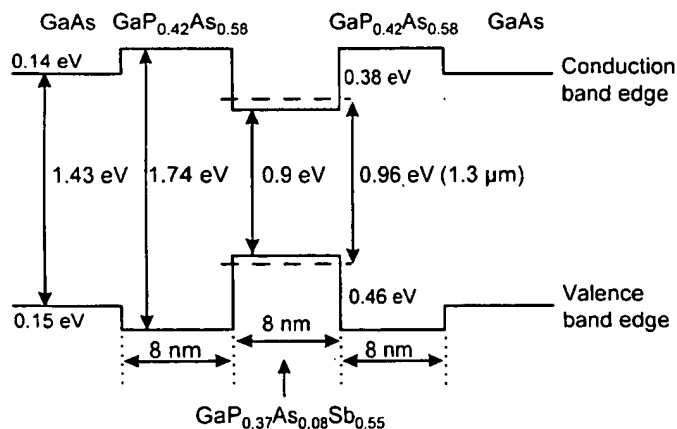 GaAs GaP0.42As0.58 GaP0.42As0.58 GaAs
0.14 eV 0.38 eV Conduction band edge
1.43 eV 1.74 eV 0.9 eV 0.96 eV (1.3 µm)
0.15 eV 0.46 eV Valence band edge
8 nm 8 nm 8 nm
GaP0.37As0.08Sb0.55